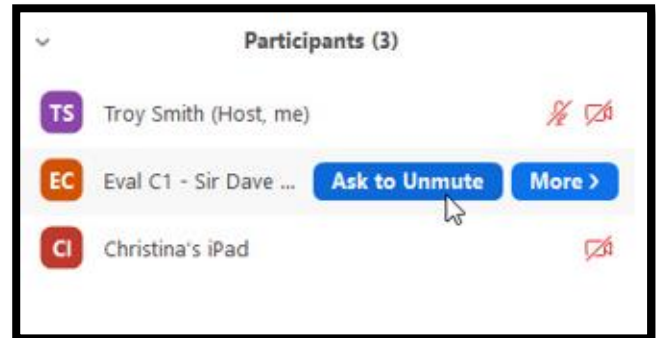 Participants (3)
TS Troy Smith (Host, me)
EC Eval C1 - Sir Dave ... Ask to Unmute More >
CI Christina's iPad